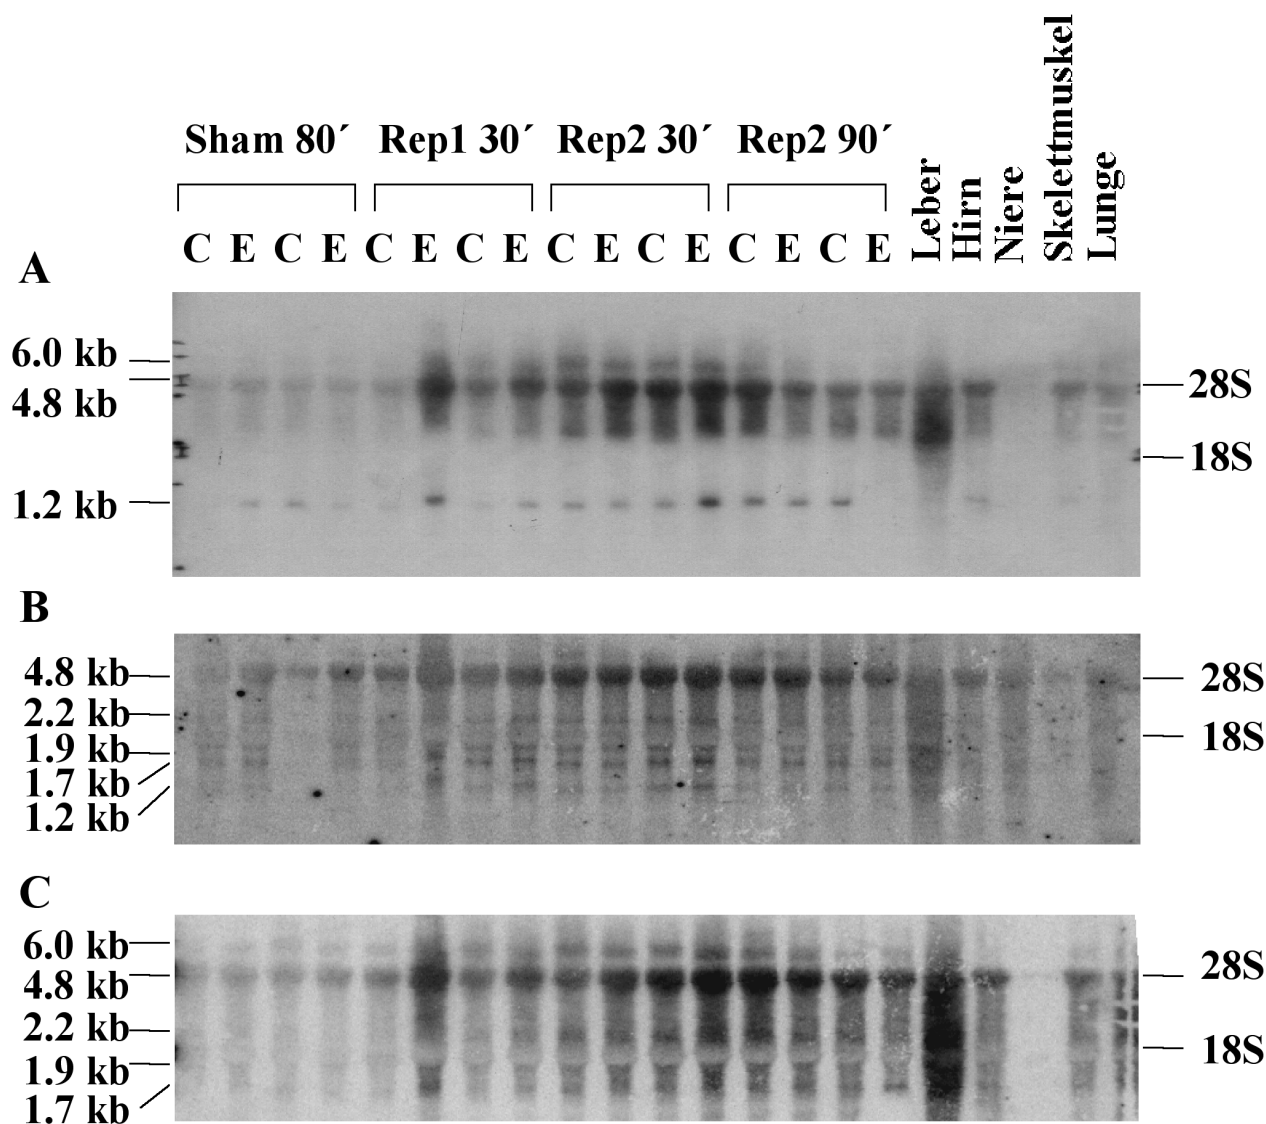 Sham 80´ Rep1 30´ Rep2 30´ Rep2 90´
C E C E C E C E C E C E C E C E Leber Hirn Niere Skelettmuskel Lunge
A
6.0 kb
4.8 kb
28S
18S
1.2 kb
B
4.8 kb
28S
2.2 kb
18S
1.9 kb
1.7 kb
1.2 kb
C
6.0 kb
28S
4.8 kb
2.2 kb
18S
1.9 kb
1.7 kb